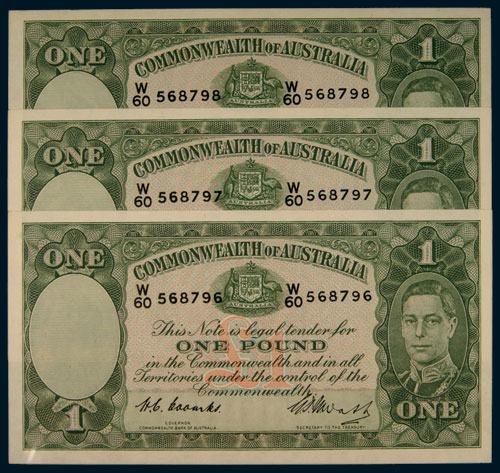 ONE COMMONWEALTH OF AUSTRALIA 1
W/60 568798 W/60 568798
AUSTRALIA
ONE COMMONWEALTH OF AUSTRALIA 1
W/60 568797 W/60 568797
AUSTRALIA
ONE COMMONWEALTH OF AUSTRALIA 1
W/60 568796 W/60 568796
AUSTRALIA
This Note is legal tender for
ONE POUND
in the Commonwealth and in all
Territories under the control of the
Commonwealth
£
1 ONE
GOVERNOR SECRETARY TO THE TREASURY
COMMONWEALTH BANK OF AUSTRALIA